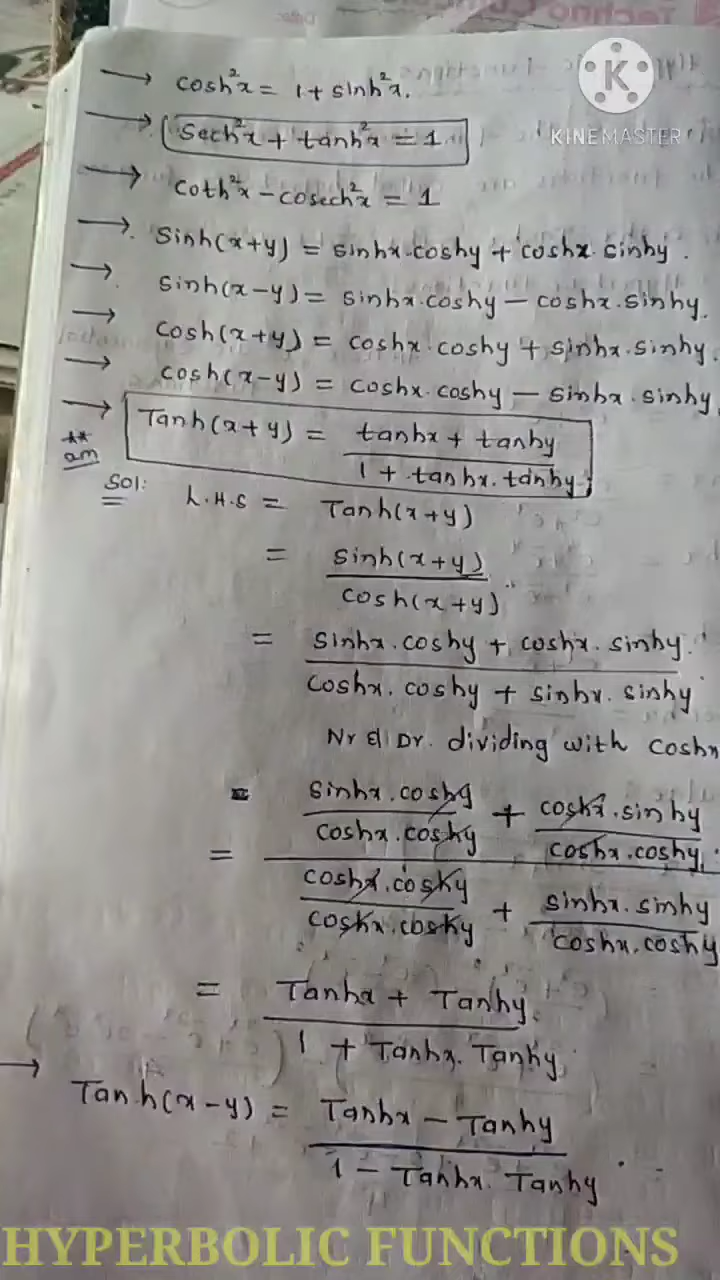 Techno Cur
KINEMASTER
→ cosh²x = 1 + sinh²x.
→ sech²x + tanh²x = 1
→ coth²x - cosech²x = 1
→ sinh(x+y) = sinhx.coshy + coshx.sinhy.
→ sinh(x-y) = sinhx.coshy - coshx.sinhy.
→ cosh(x+y) = coshx.coshy + sinhx.sinhy.
→ cosh(x-y) = coshx.coshy - sinhx.sinhy.
→ Tanh(x+y) = tanhx + tanhy / 1 + tanhx.tanhy
**
am
Sol: L.H.S = Tanh(x+y)
= sinh(x+y) / cosh(x+y)
= sinhx.coshy + coshx.sinhy. / coshx.coshy + sinhx.sinhy
Nr & Dr. dividing with coshx
= sinhx.coshy / coshx.coshy + coshx.sinhy / coshx.coshy
coshx.coshy / coshx.coshy + sinhx.sinhy / coshx.coshy
= Tanhx + Tanhy / 1 + Tanhx.Tanhy
→ Tanh(x-y) = Tanhx - Tanhy / 1 - Tanhx.Tanhy
HYPERBOLIC FUNCTIONS